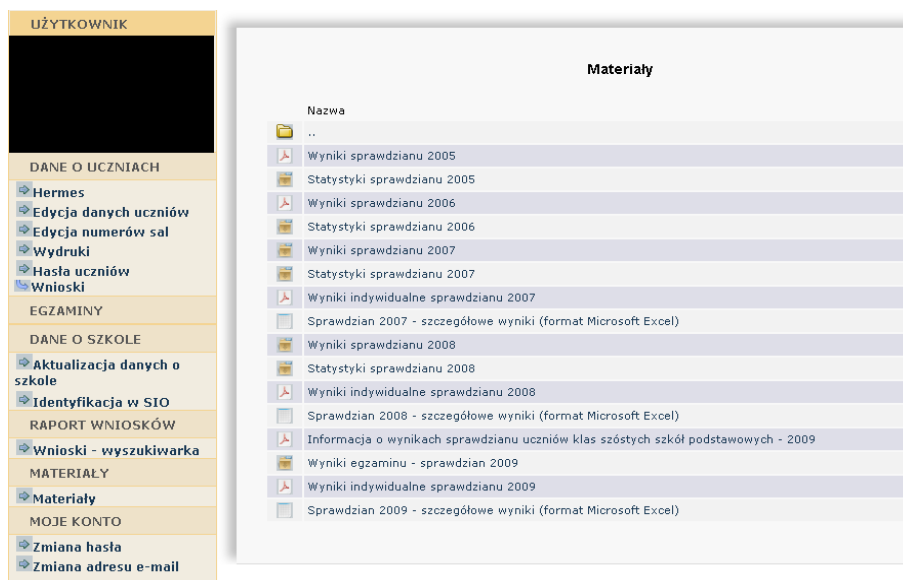 UŻYTKOWNIK
DANE O UCZNIACH
Hermes
Edycja danych uczniów
Edycja numerów sal
Wydruki
Hasła uczniów
Wnioski
EGZAMINY
DANE O SZKOLE
Aktualizacja danych o
szkole
Identyfikacja w SIO
RAPORT WNIOSKÓW
Wnioski - wyszukiwarka
MATERIAŁY
Materiały
MOJE KONTO
Zmiana hasła
Zmiana adresu e-mail
Materiały
Nazwa
..
Wyniki sprawdzianu 2005
Statystyki sprawdzianu 2005
Wyniki sprawdzianu 2006
Statystyki sprawdzianu 2006
Wyniki sprawdzianu 2007
Statystyki sprawdzianu 2007
Wyniki indywidualne sprawdzianu 2007
Sprawdzian 2007 - szczegółowe wyniki (format Microsoft Excel)
Wyniki sprawdzianu 2008
Statystyki sprawdzianu 2008
Wyniki indywidualne sprawdzianu 2008
Sprawdzian 2008 - szczegółowe wyniki (format Microsoft Excel)
Informacja o wynikach sprawdzianu uczniów klas szóstych szkół podstawowych - 2009
Wyniki egzaminu - sprawdzian 2009
Wyniki indywidualne sprawdzianu 2009
Sprawdzian 2009 - szczegółowe wyniki (format Microsoft Excel)